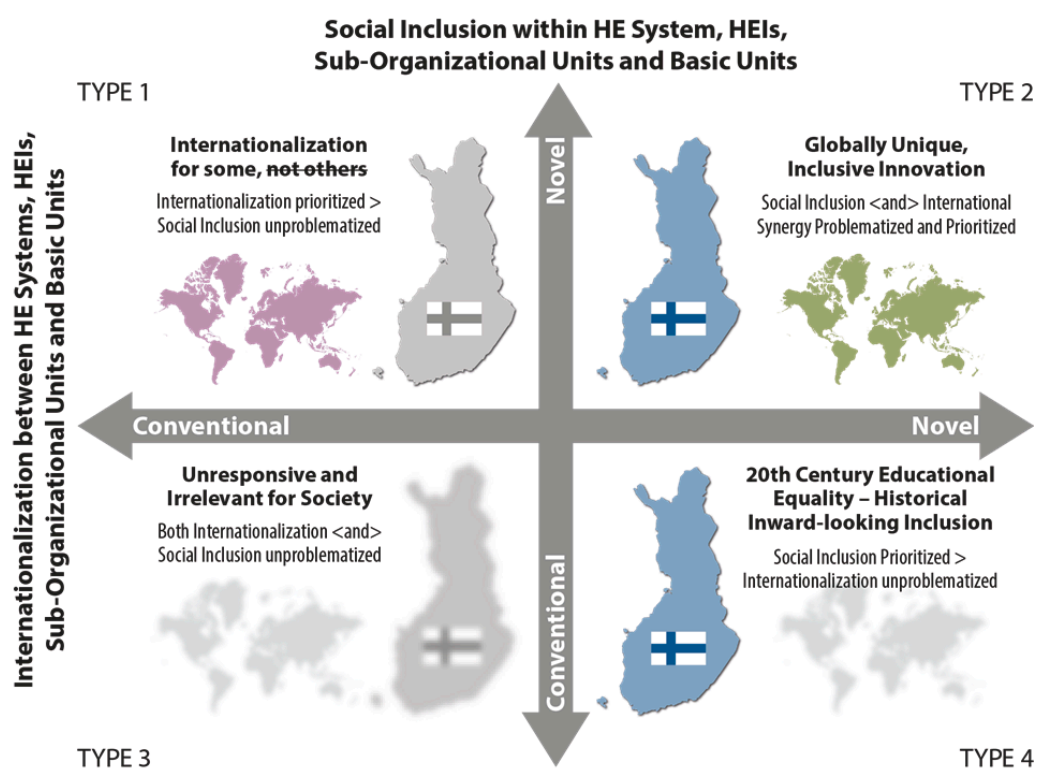 Social Inclusion within HE System, HEIs,
Sub-Organizational Units and Basic Units
TYPE 1
TYPE 2
Internationalization between HE Systems, HEIs,
Sub-Organizational Units and Basic Units
Internationalization
for some, not others
Internationalization prioritized >
Social Inclusion unproblematized
Novel
Globally Unique,
Inclusive Innovation
Social Inclusion <and> International
Synergy Problematized and Prioritized
Conventional
Novel
Unresponsive and
Irrelevant for Society
Both Internationalization <and>
Social Inclusion unproblematized
Conventional
20th Century Educational
Equality – Historical
Inward-looking Inclusion
Social Inclusion Prioritized >
Internationalization unproblematized
TYPE 3
TYPE 4